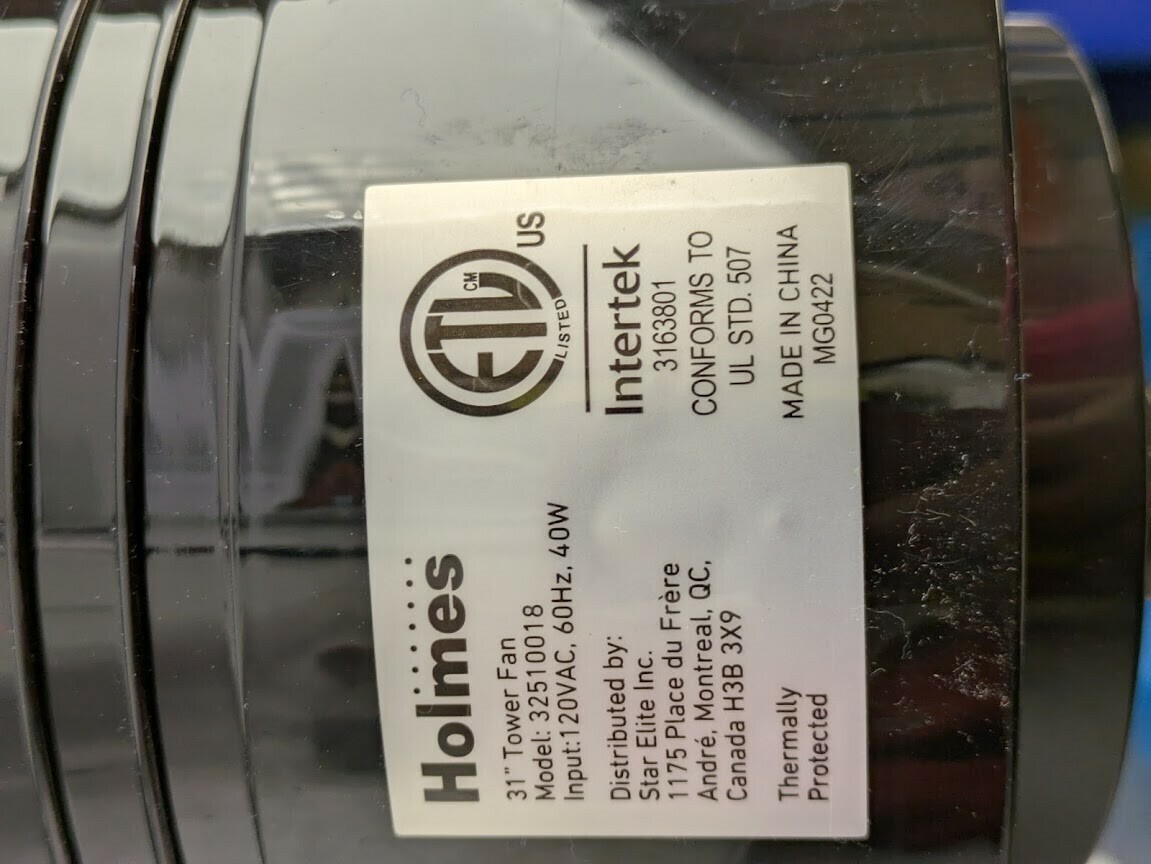 Holmes
31" Tower Fan
Model: 32510018
Input:120VAC, 60Hz, 40W
Distributed by:
Star Elite Inc.
1175 Place du Frère
André, Montreal, QC,
Canada H3B 3X9
Thermally
Protected
ETL CM
LISTED
US
Intertek
3163801
CONFORMS TO
UL STD. 507
MADE IN CHINA
MG0422